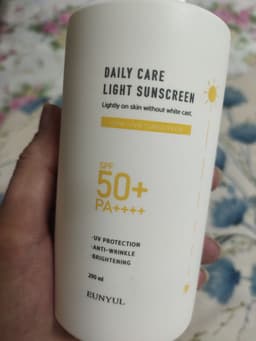 DAILY CARE
LIGHT SUNSCREEN
Lightly on skin without white cast.
SPF
50+
PA++++
·UV PROTECTION
·ANTI-WRINKLE
·BRIGHTENING
200 ml
EUNYUL